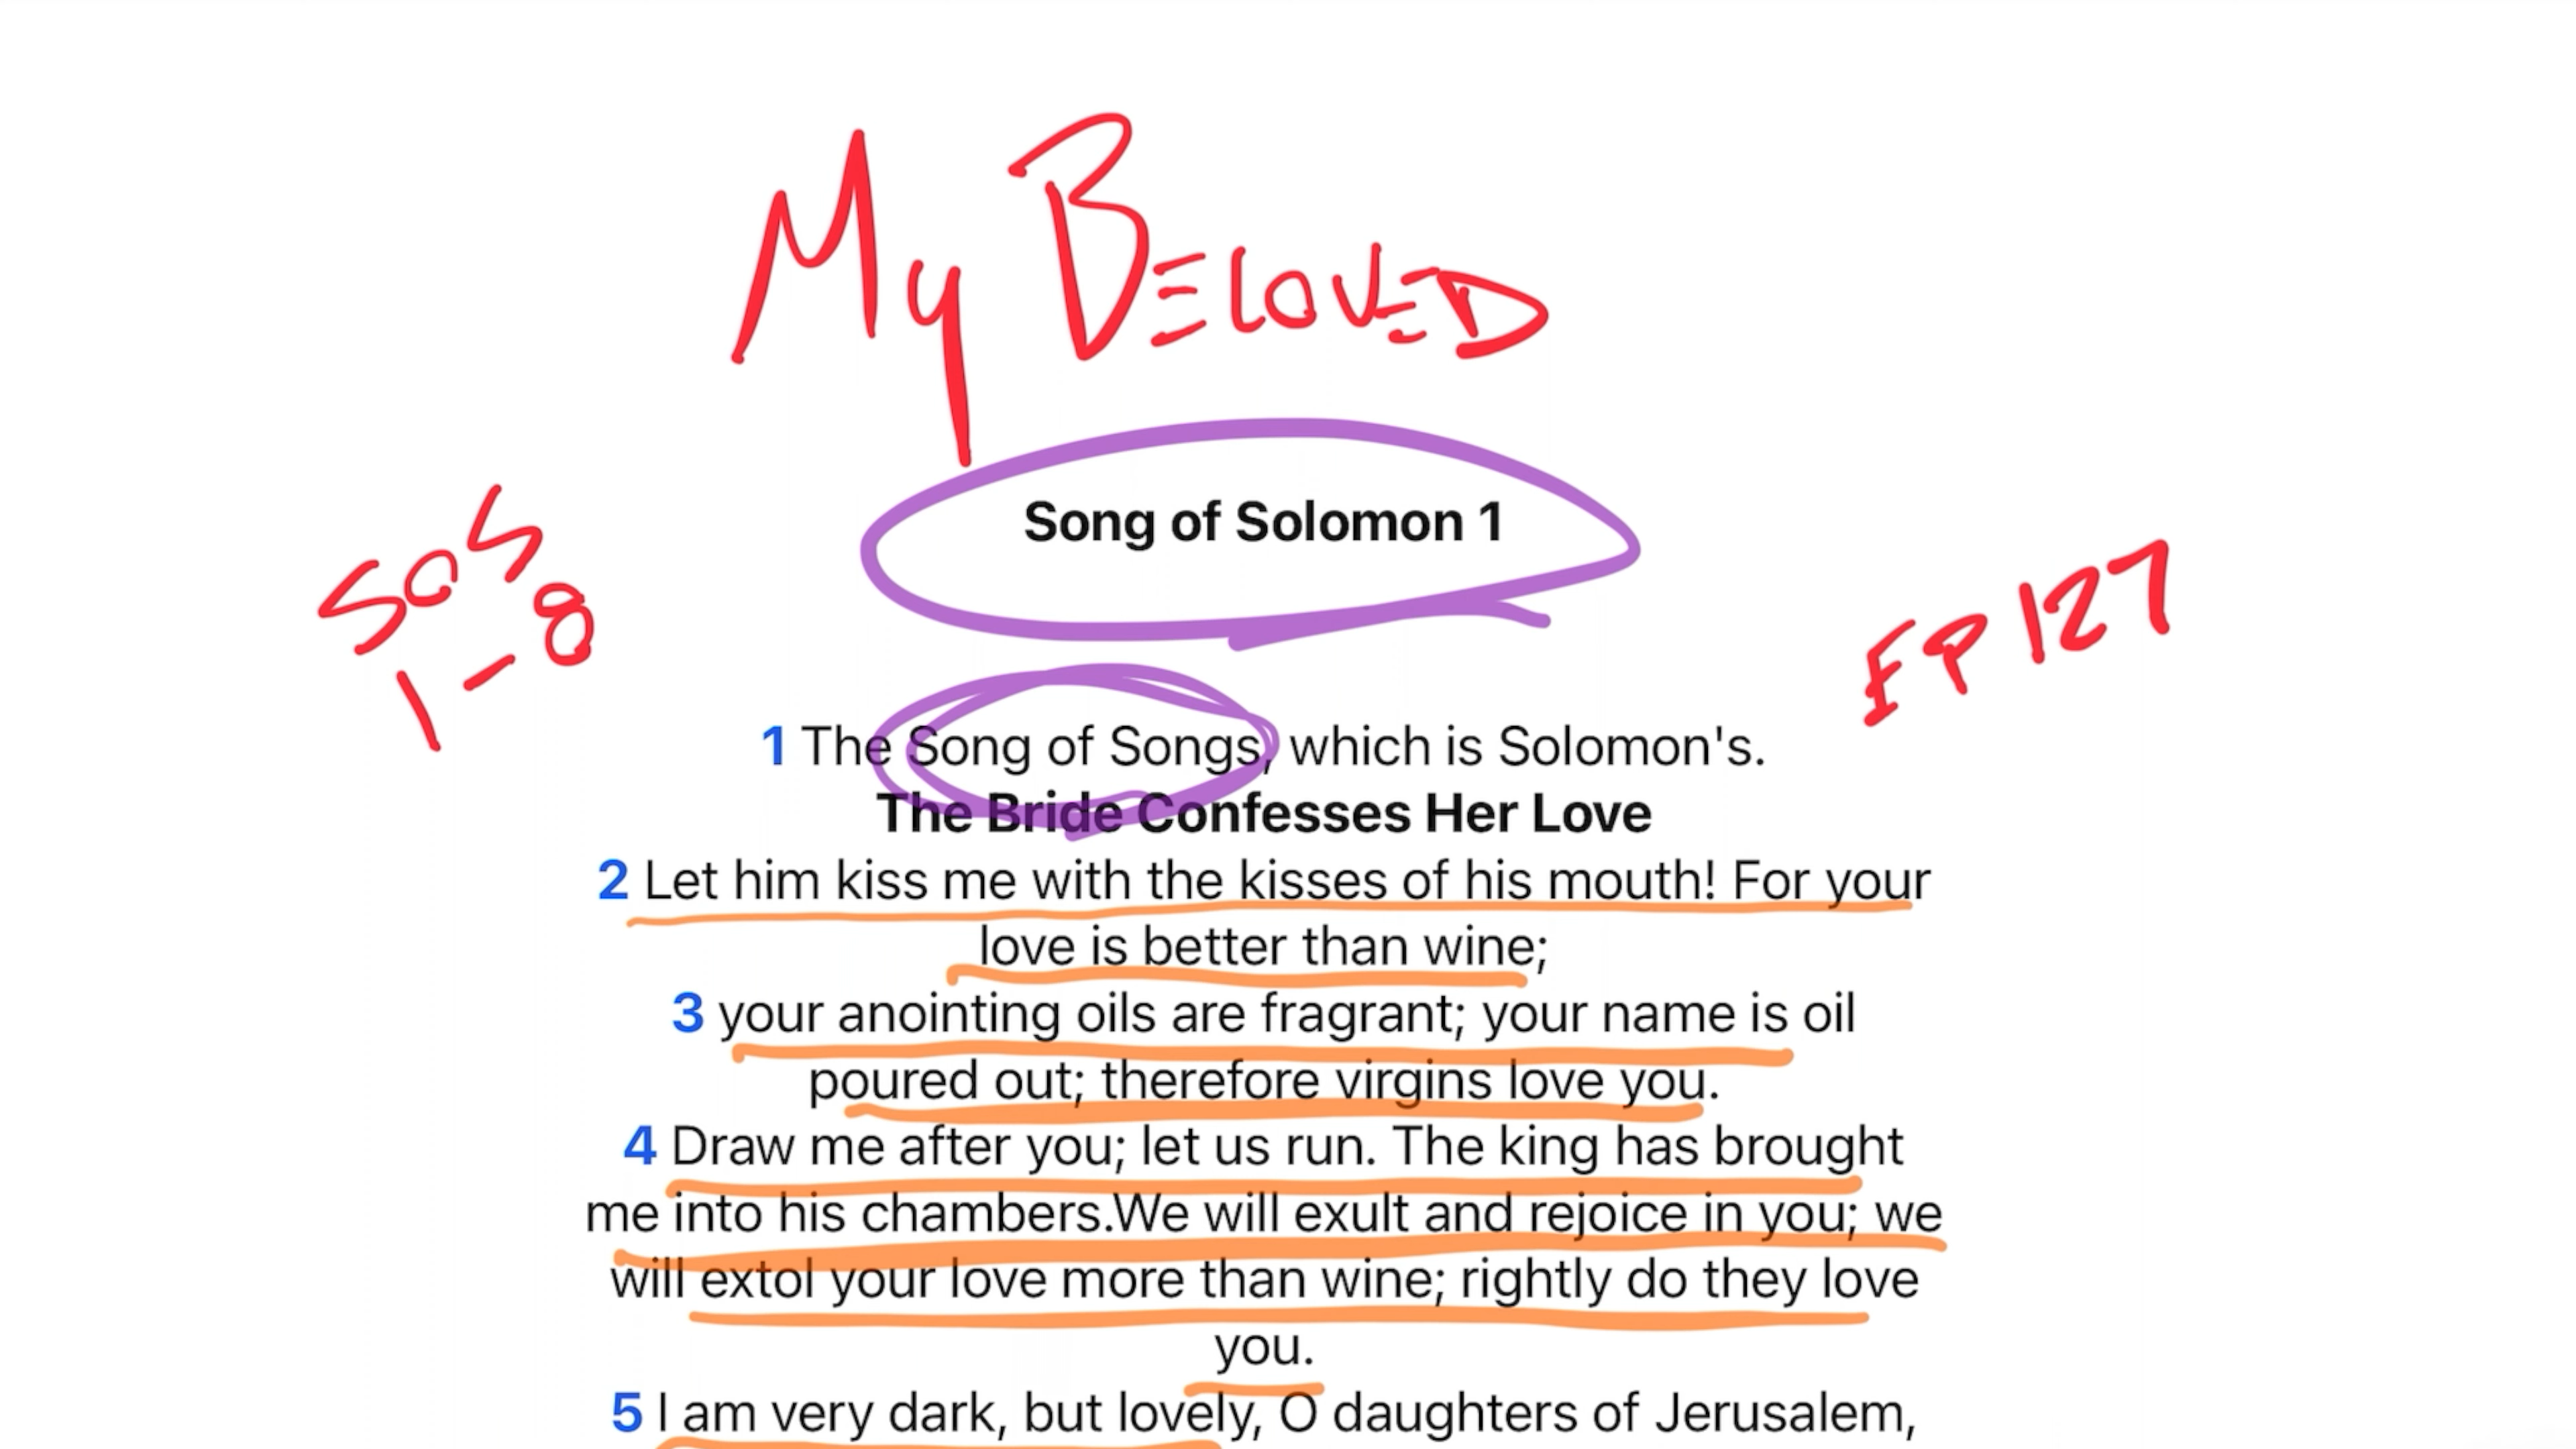 My BELOVED
Song of Solomon 1
SOS
1-8
EP 127
1 The Song of Songs, which is Solomon's.
The Bride Confesses Her Love
2 Let him kiss me with the kisses of his mouth! For your
love is better than wine;
3 your anointing oils are fragrant; your name is oil
poured out; therefore virgins love you.
4 Draw me after you; let us run. The king has brought
me into his chambers.We will exult and rejoice in you; we
will extol your love more than wine; rightly do they love
you.
5 I am very dark, but lovely, O daughters of Jerusalem,